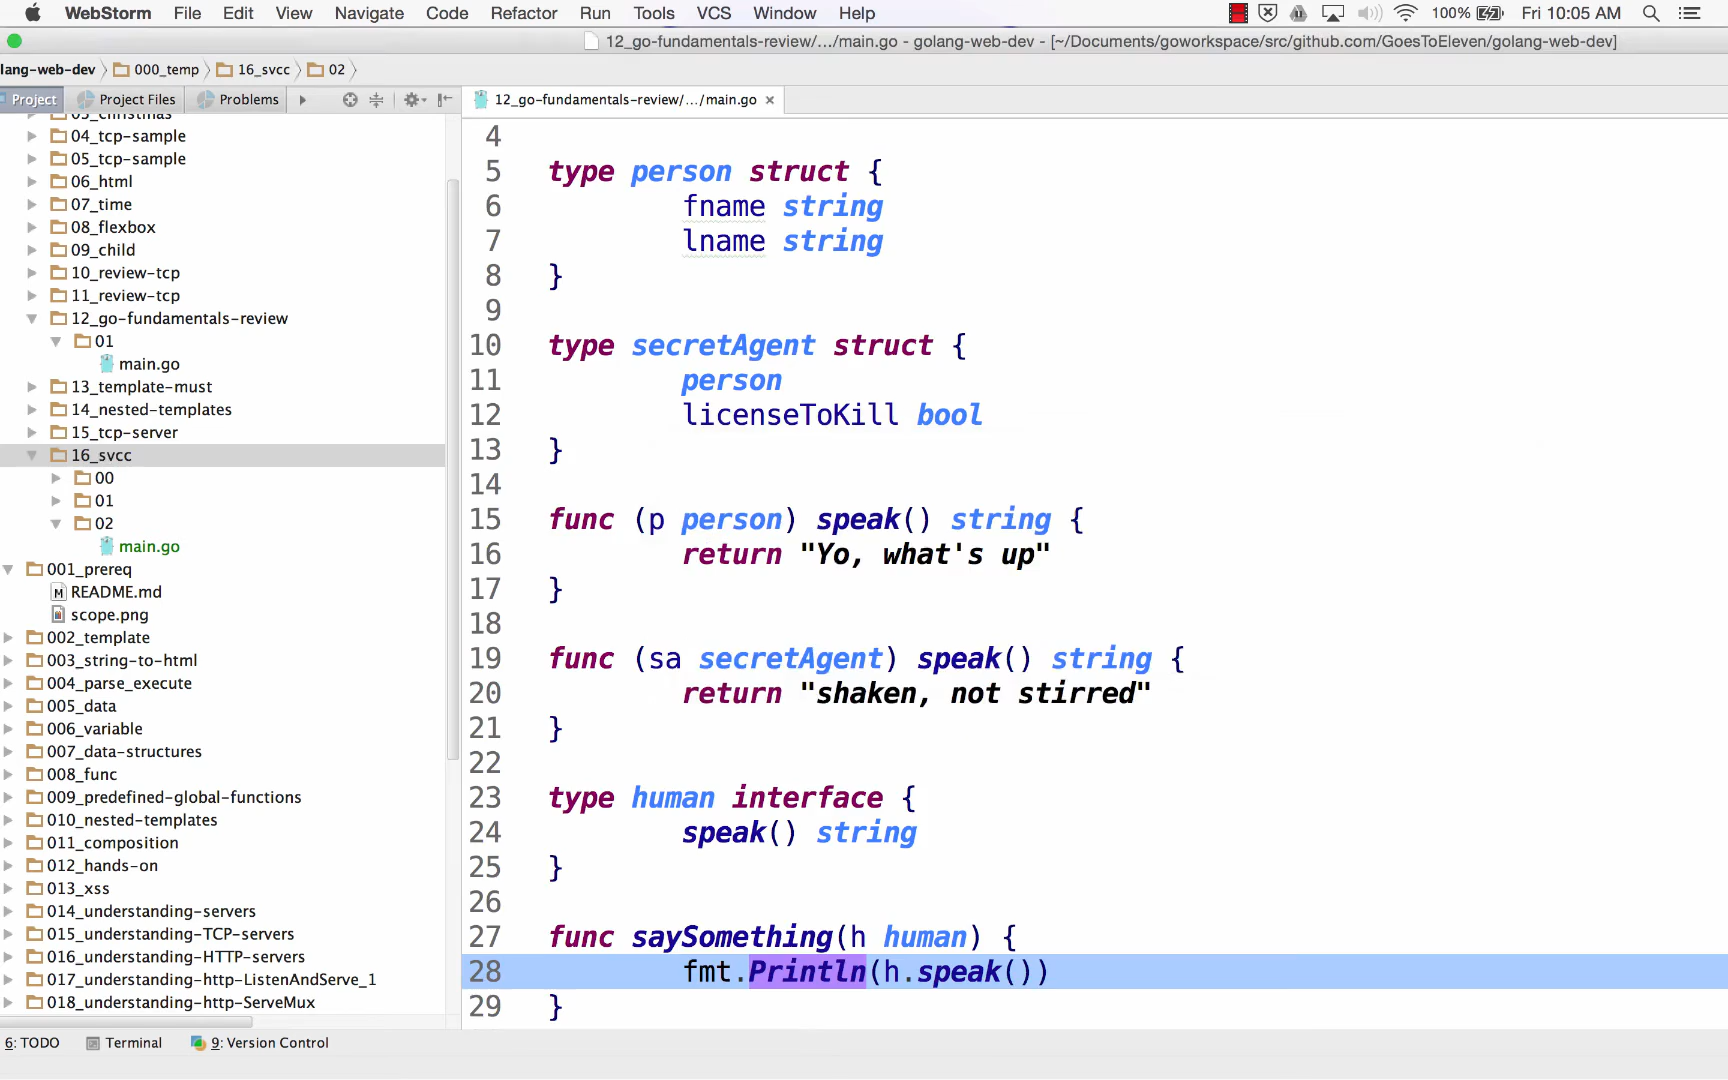 WebStorm File Edit View Navigate Code Refactor Run Tools VCS Window Help 100% Fri 10:05 AM
12_go-fundamentals-review/.../main.go - golang-web-dev - [~/Documents/goworkspace/src/github.com/GoesToEleven/golang-web-dev]
lang-web-dev 000_temp 16_svcc 02
Project Project Files Problems
12_go-fundamentals-review/.../main.go
03_christmas
04_tcp-sample
05_tcp-sample
06_html
07_time
08_flexbox
09_child
10_review-tcp
11_review-tcp
12_go-fundamentals-review
01
main.go
13_template-must
14_nested-templates
15_tcp-server
16_svcc
00
01
02
main.go
001_prereq
README.md
scope.png
002_template
003_string-to-html
004_parse_execute
005_data
006_variable
007_data-structures
008_func
009_predefined-global-functions
010_nested-templates
011_composition
012_hands-on
013_xss
014_understanding-servers
015_understanding-TCP-servers
016_understanding-HTTP-servers
017_understanding-http-ListenAndServe_1
018_understanding-http-ServeMux
4
5 type person struct {
6 fname string
7 lname string
8 }
9
10 type secretAgent struct {
11 person
12 licenseToKill bool
13 }
14
15 func (p person) speak() string {
16 return "Yo, what's up"
17 }
18
19 func (sa secretAgent) speak() string {
20 return "shaken, not stirred"
21 }
22
23 type human interface {
24 speak() string
25 }
26
27 func saySomething(h human) {
28 fmt.Println(h.speak())
29 }
6: TODO Terminal 9: Version Control